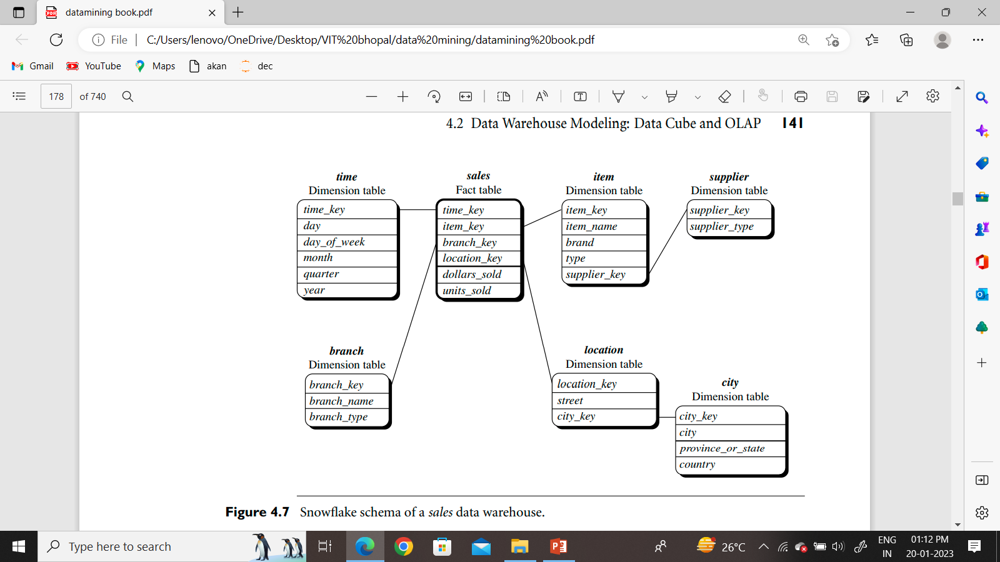 datamining book.pdf
File
C:/Users/lenovo/OneDrive/Desktop/VIT%20bhopal/data%20mining/datamining%20book.pdf
Gmail
YouTube
Maps
akan
dec
178
of 740
4.2 Data Warehouse Modeling: Data Cube and OLAP 141
time
Dimension table
time_key
day
day_of_week
month
quarter
year
sales
Fact table
time_key
item_key
branch_key
location_key
dollars_sold
units_sold
item
Dimension table
item_key
item_name
brand
type
supplier_key
supplier
Dimension table
supplier_key
supplier_type
branch
Dimension table
branch_key
branch_name
branch_type
location
Dimension table
location_key
street
city_key
city
Dimension table
city_key
city
province_or_state
country
Figure 4.7 Snowflake schema of a sales data warehouse.
Type here to search
26°C
ENG
IN
01:12 PM
20-01-2023